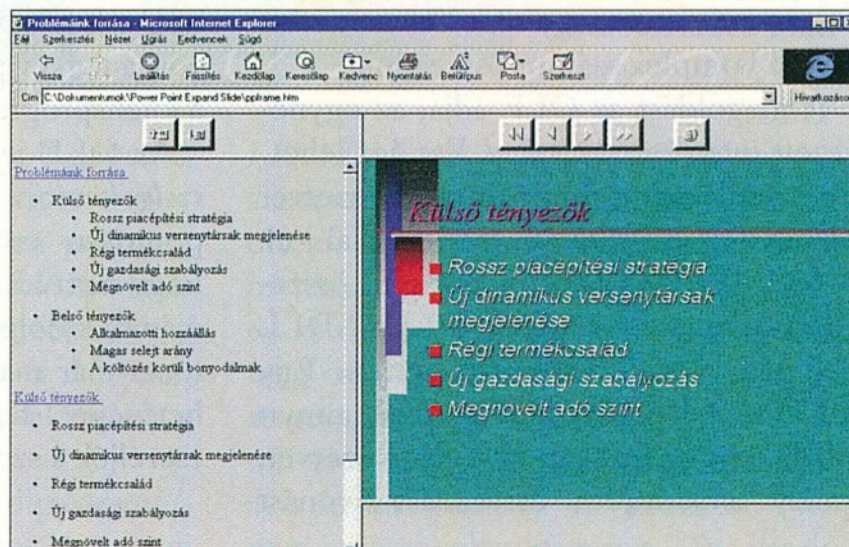 Problémáink forrása - Microsoft Internet Explorer
Fájl Szerkesztés Nézet Ugrás Kedvencek Súgó
Vissza Leállítás Frissítés Kezdőlap Keresőlap Kedvenc Nyomtatás Betűtípus Posta Szerkeszt
Cím C:\Dokumentumok\Power Point Expand Slide\ppframe.htm Hivatkozáso
Problémáink forrása
• Külső tényezők
• Rossz piacépítési stratégia
• Új dinamikus versenytársak megjelenése
• Régi termékcsalád
• Új gazdasági szabályozás
• Megnövelt adó szint
• Belső tényezők
• Alkalmazotti hozzáállás
• Magas selejt arány
• A költözés körüli bonyodalmak
Külső tényezők
• Rossz piacépítési stratégia
• Új dinamikus versenytársak megjelenése
• Régi termékcsalád
• Új gazdasági szabályozás
• Megnövelt adó szint
Külső tényezők
Rossz piacépítési stratégia
Új dinamikus versenytársak
megjelenése
Régi termékcsalád
Új gazdasági szabályozás
Megnövelt adó szint